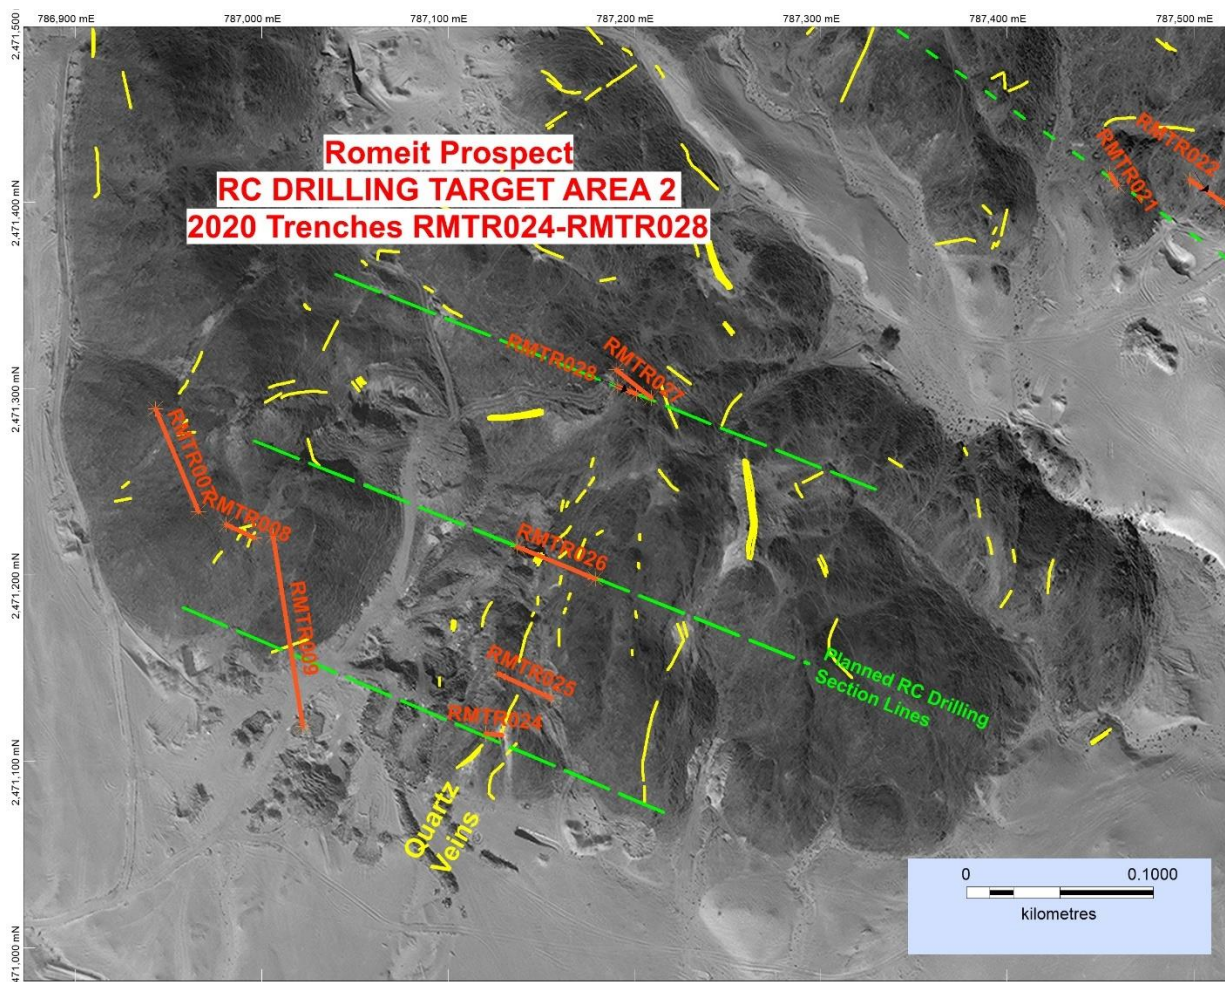 786,900 mE
787,000 mE
787,100 mE
787,200 mE
787,300 mE
787,400 mE
787,500 mE
2,471,500
2,471,400 mN
2,471,300 mN
2,471,200 mN
2,471,100 mN
471,000 mN
Romeit Prospect
RC DRILLING TARGET AREA 2
2020 Trenches RMTR024-RMTR028
RMTR022
RMTR021
RMTR028
RMTR027
RMTR007
RMTR008
RMTR026
RMTR009
RMTR025
RMTR024
Planned RC Drilling
Section Lines
Quartz
Veins
0
0.1000
kilometres